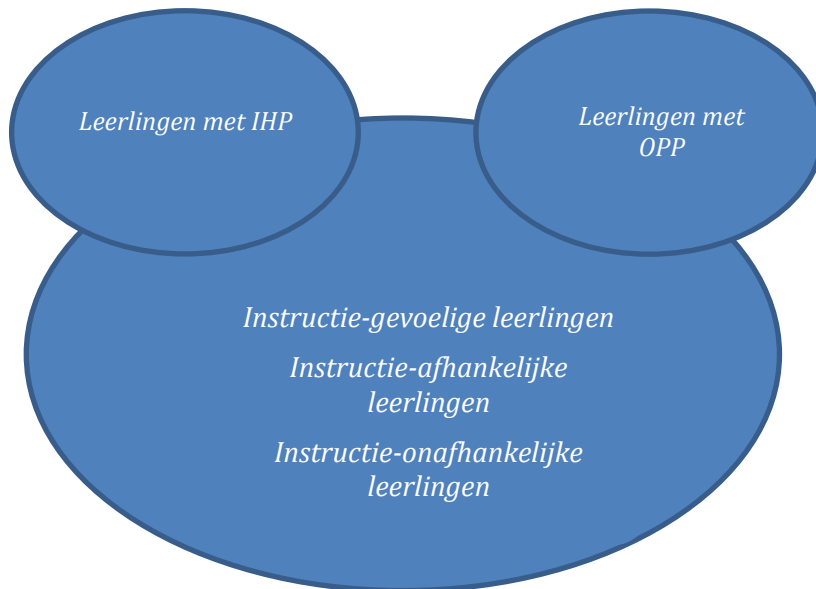 Leerlingen met IHP
Leerlingen met
OPP
Instructie-gevoelige leerlingen
Instructie-afhankelijke
leerlingen
Instructie-onafhankelijke
leerlingen